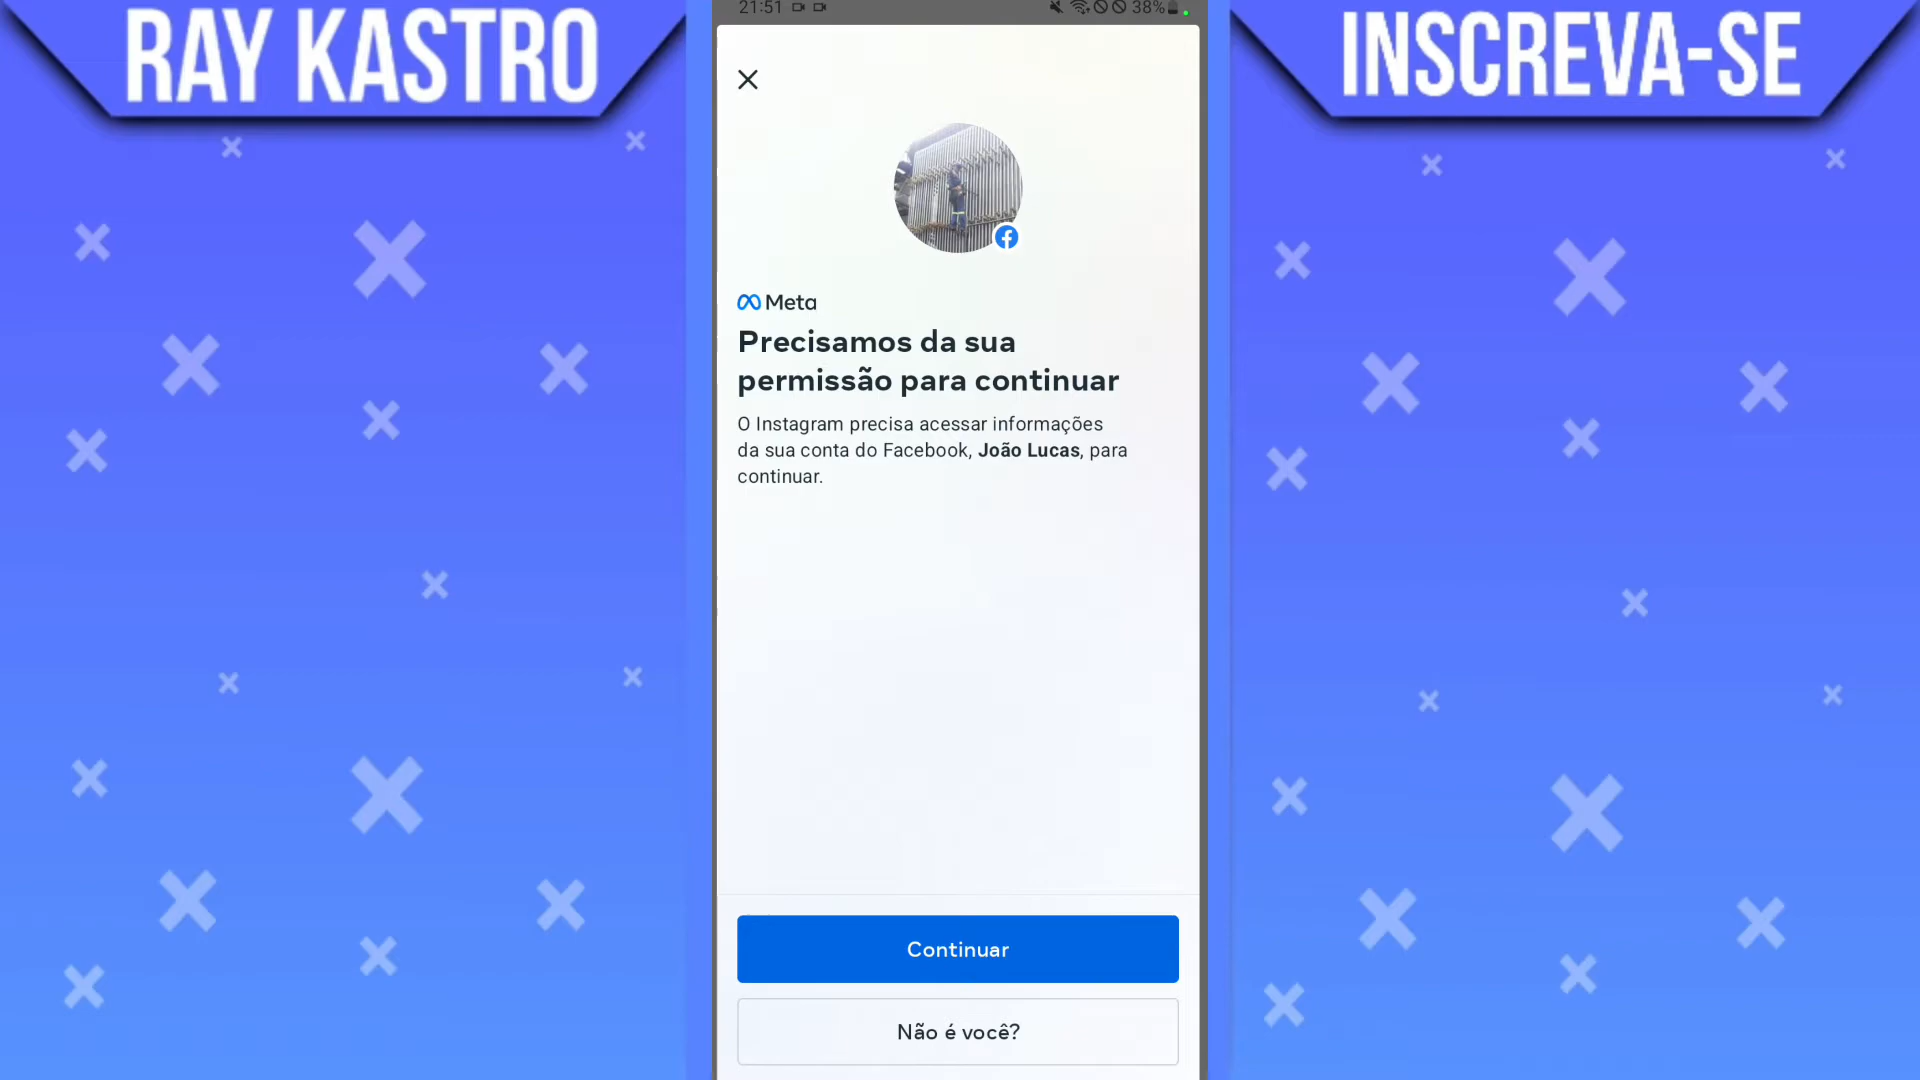 RAY KASTRO
INSCREVA-SE
21:51
38%
Meta
Precisamos da sua
permissão para continuar
O Instagram precisa acessar informações
da sua conta do Facebook, João Lucas, para
continuar.
Continuar
Não é você?